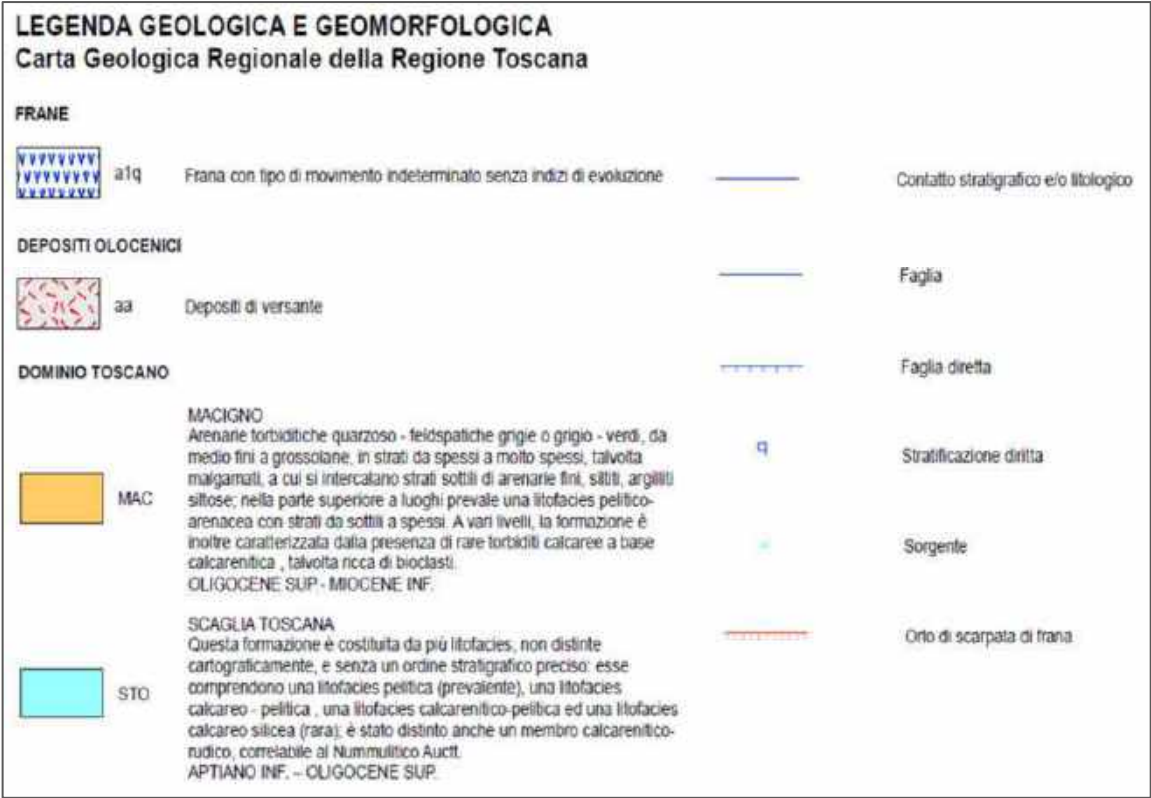 LEGENDA GEOLOGICA E GEOMORFOLOGICA
Carta Geologica Regionale della Regione Toscana
FRANE
a1q
Frana con tipo di movimento indeterminato senza indizi di evoluzione
DEPOSITI OLOCENICI
aa
Depositi di versante
DOMINIO TOSCANO
MAC
MACIGNO
Arenarie torbiditiche quarzoso - feldspatiche grigie o grigio - verdi, da
medio fini a grossolane, in strati da spessi a molto spessi, talvolta
malgamati, a cui si intercalano strati sottili di arenarie fini, siltiti, argilliti
siltose; nella parte superiore a luoghi prevale una litofacies pelitico-
arenacea con strati da sottili a spessi. A vari livelli, la formazione è
inoltre caratterizzata dalla presenza di rare torbiditi calcaree a base
calcarenitica , talvolta ricca di bioclasti.
OLIGOCENE SUP - MIOCENE INF.
STO
SCAGLIA TOSCANA
Questa formazione è costituita da più litofacies, non distinte
cartograficamente, e senza un ordine stratigrafico preciso: esse
comprendono una litofacies pelitica (prevalente), una litofacies
calcareo - pelitica , una litofacies calcarenitico-pelitica ed una litofacies
calcareo silicea (rara); è stato distinto anche un membro calcarenitico-
rudico, correlabile al Nummulitico Auctt.
APTIANO INF. – OLIGOCENE SUP.
Contatto stratigrafico e/o litologico
Faglia
Faglia diretta
q
Stratificazione diritta
Sorgente
Orlo di scarpata di frana